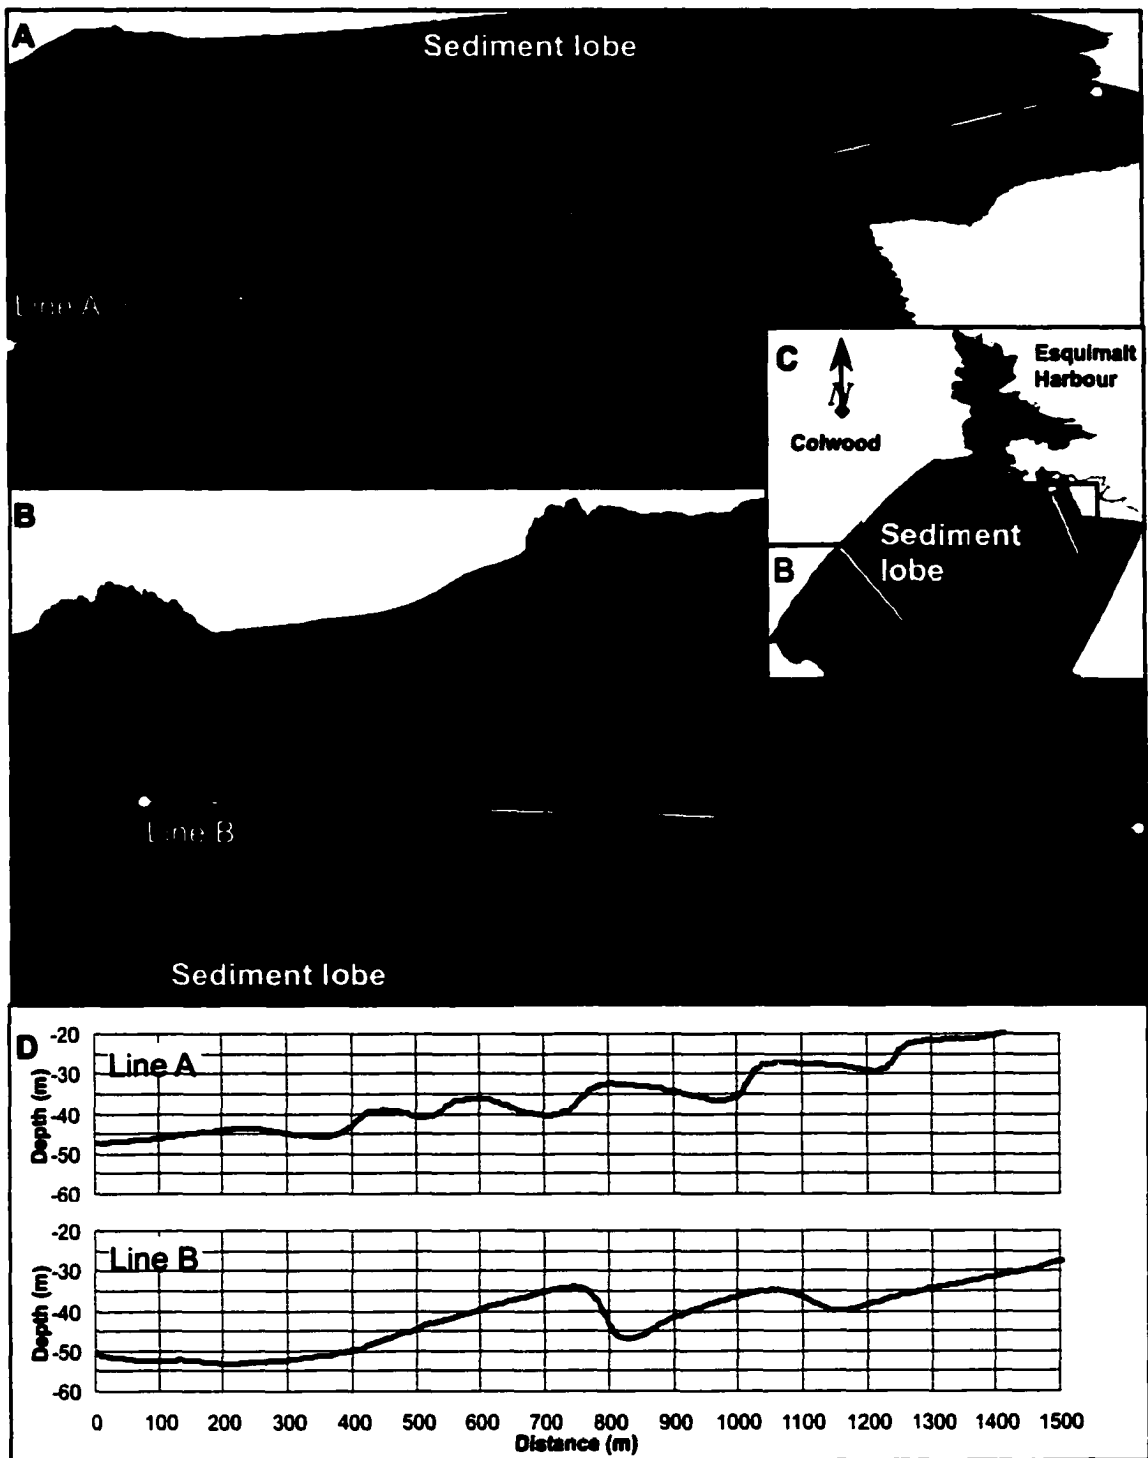 A
Sediment lobe
Line A
C
N
Esquimalt
Harbour
Colwood
Sediment
lobe
B
B
Line B
Sediment lobe
D
Line A
Depth (m)
-20
-30
-40
-50
-60
Line B
Depth (m)
-20
-30
-40
-50
-60
0 100 200 300 400 500 600 700 800 900 1000 1100 1200 1300 1400 1500
Distance (m)